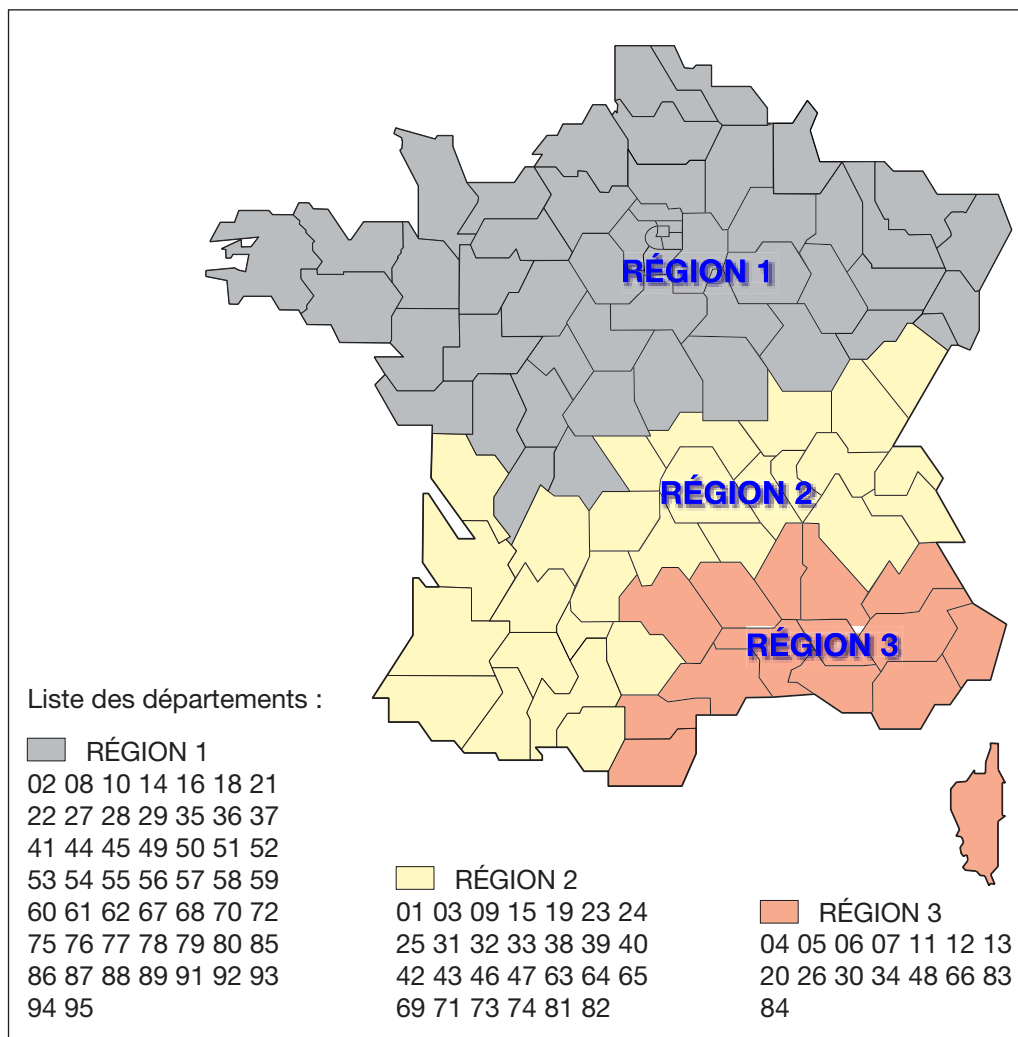 RÉGION 1
RÉGION 2
RÉGION 3
Liste des départements :
RÉGION 1
02 08 10 14 16 18 21
22 27 28 29 35 36 37
41 44 45 49 50 51 52
53 54 55 56 57 58 59
60 61 62 67 68 70 72
75 76 77 78 79 80 85
86 87 88 89 91 92 93
94 95
RÉGION 2
01 03 09 15 19 23 24
25 31 32 33 38 39 40
42 43 46 47 63 64 65
69 71 73 74 81 82
RÉGION 3
04 05 06 07 11 12 13
20 26 30 34 48 66 83
84